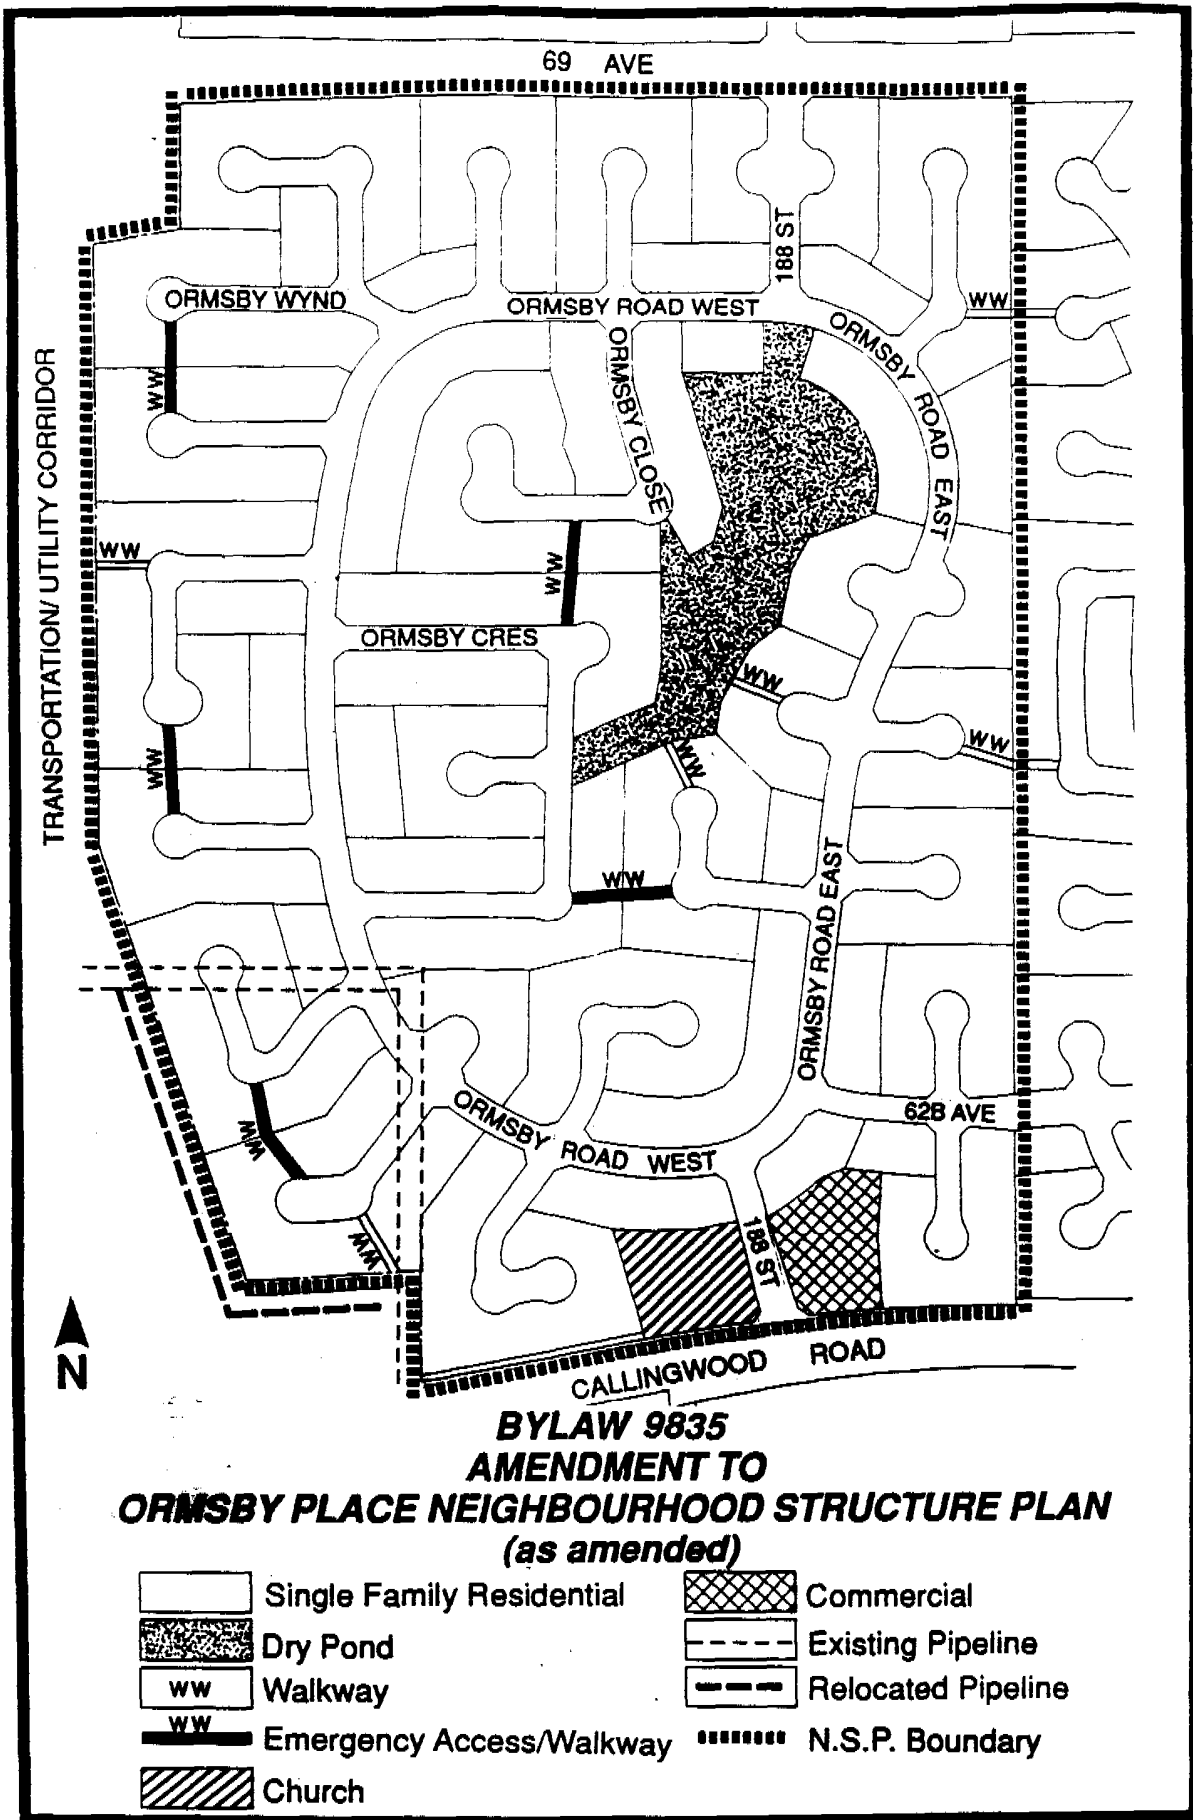 69 AVE
188 ST
ORMSBY WYND
ORMSBY ROAD WEST
WW
ORMSBY ROAD EAST
ORMSBY CLOSE
WW
TRANSPORTATION/ UTILITY CORRIDOR
WW
WW
ORMSBY CRES
WW
WW
WW
WW
WW
ORMSBY ROAD EAST
62B AVE
ORMSBY ROAD WEST
WW
188 ST
WW
N
CALLINGWOOD ROAD
BYLAW 9835
AMENDMENT TO
ORMSBY PLACE NEIGHBOURHOOD STRUCTURE PLAN
(as amended)
Single Family Residential
Commercial
Dry Pond
Existing Pipeline
WW Walkway
Relocated Pipeline
WW Emergency Access/Walkway
N.S.P. Boundary
Church